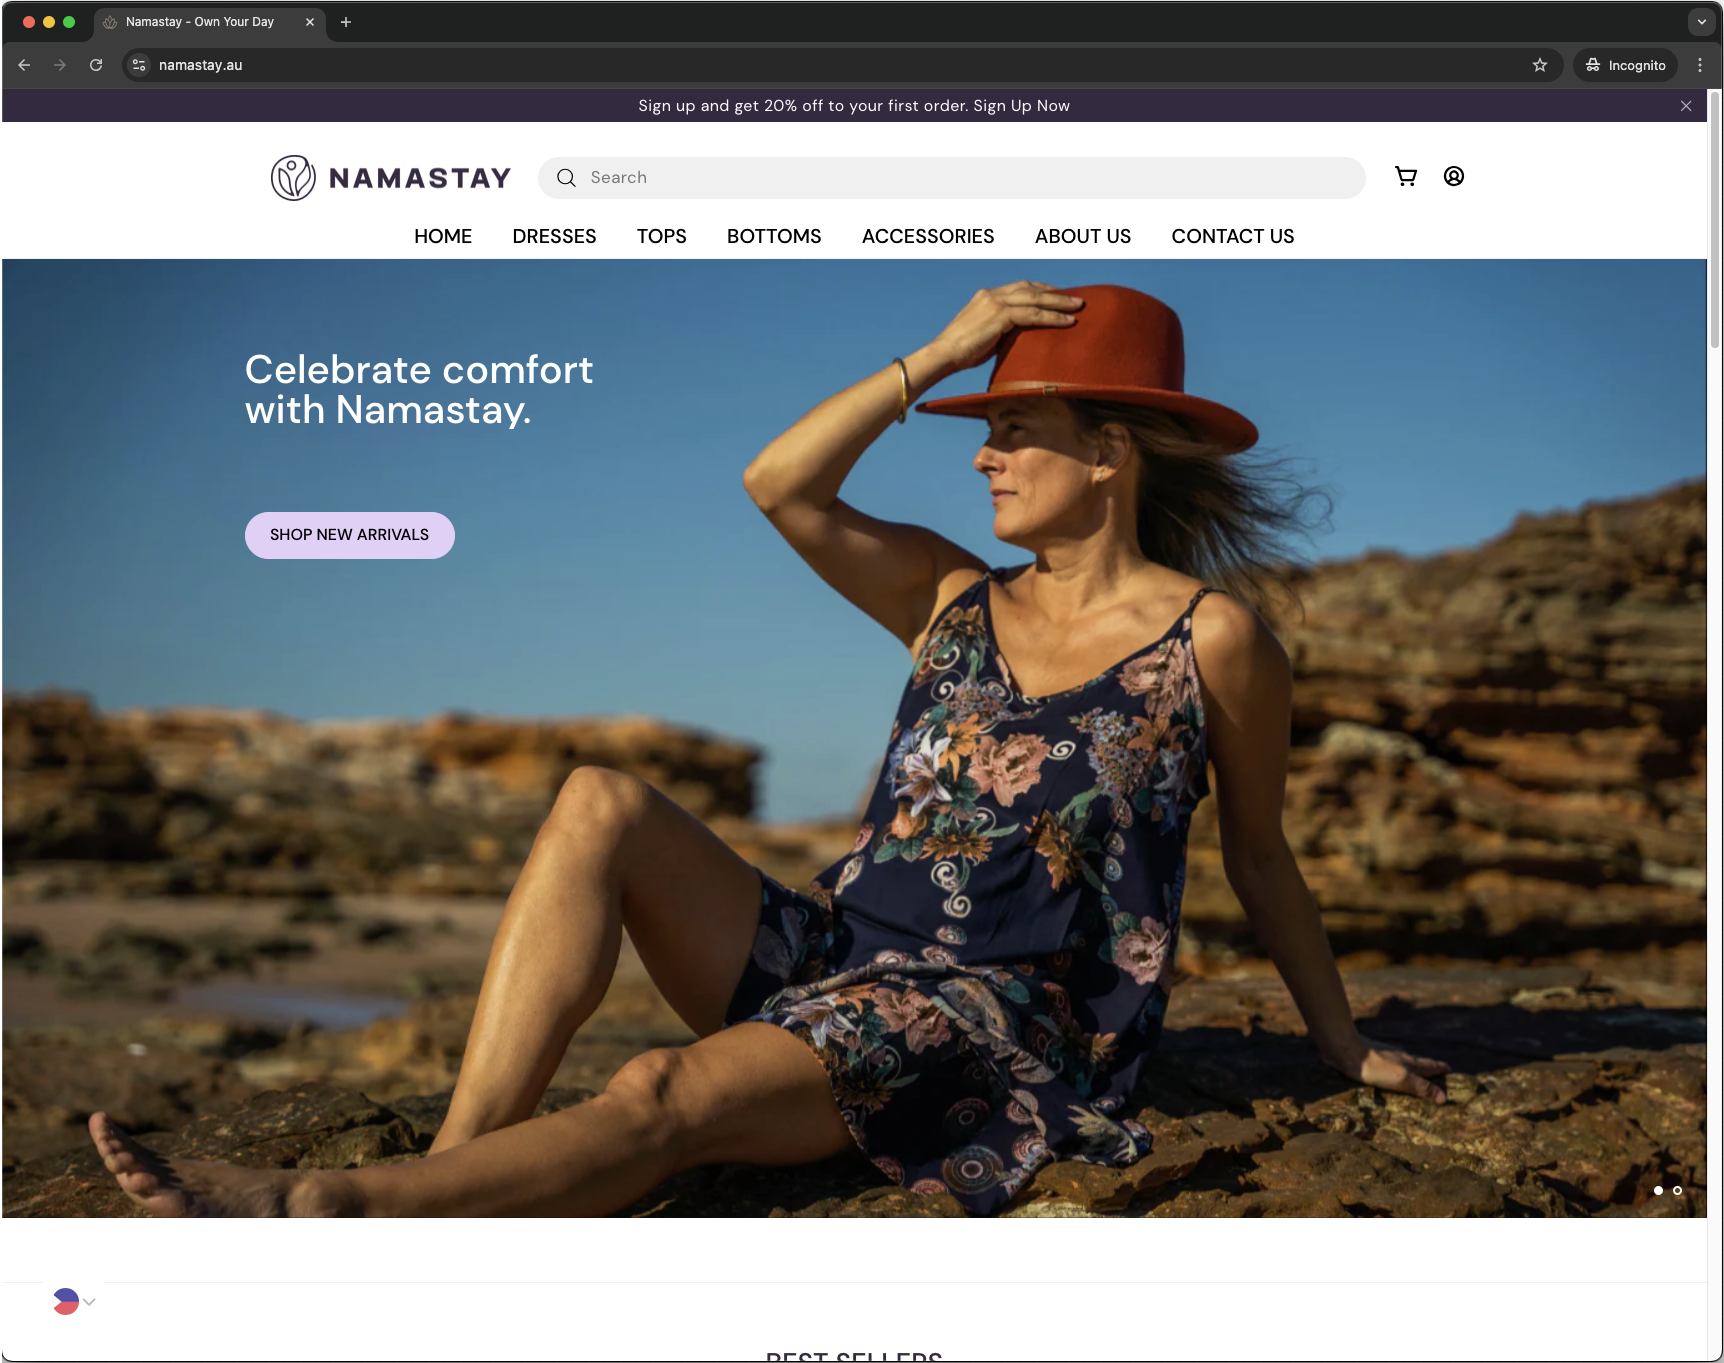 Namastay - Own Your Day
namastay.au
Incognito
Sign up and get 20% off to your first order. Sign Up Now
NAMASTAY
Search
HOME DRESSES TOPS BOTTOMS ACCESSORIES ABOUT US CONTACT US
Celebrate comfort
with Namastay.
SHOP NEW ARRIVALS
BEST SELLERS